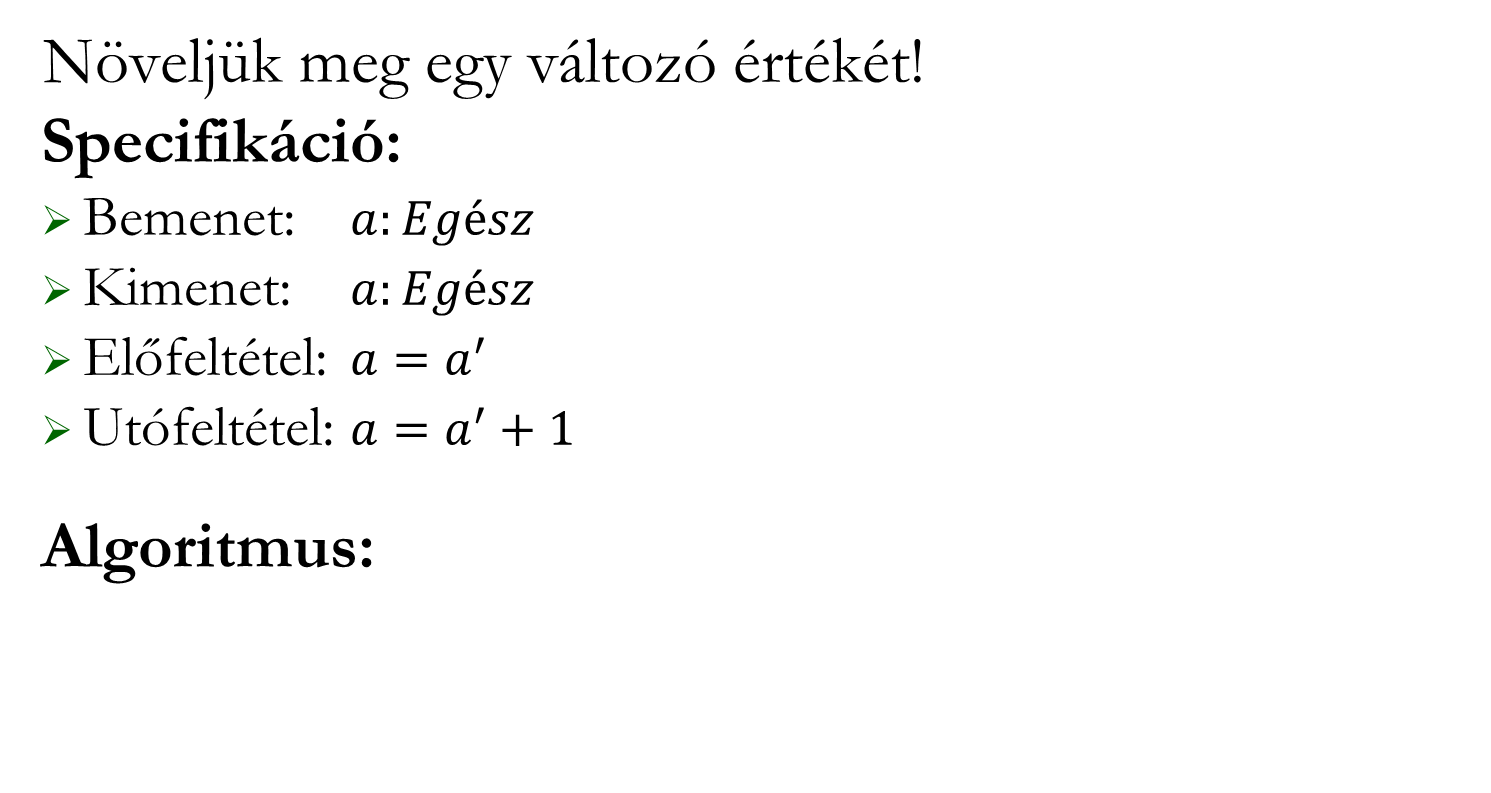 Növeljük meg egy változó értékét!
Specifikáció:
➢ Bemenet: a: Egész
➢ Kimenet: a: Egész
➢ Előfeltétel: a = a′
➢ Utófeltétel: a = a′ + 1
Algoritmus: